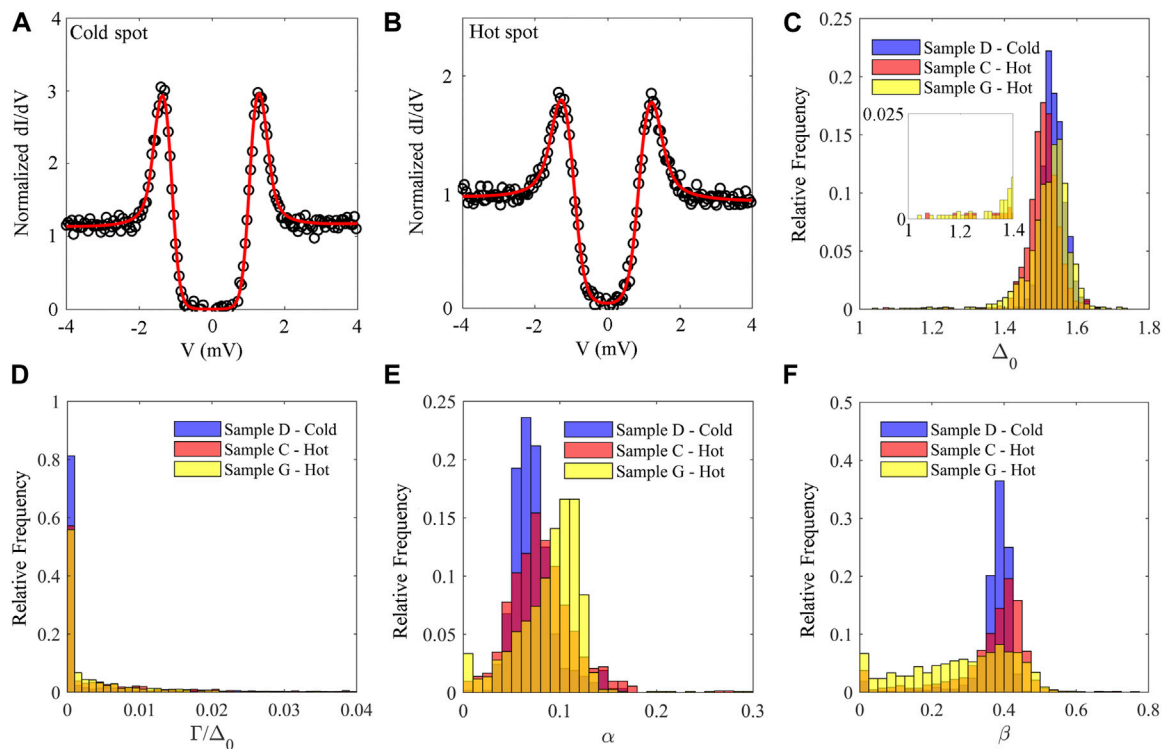 A
Cold spot
Normalized dI/dV
4
3
2
1
0
-4
-2
0
2
4
V (mV)
B
Hot spot
Normalized dI/dV
2
1
0
-4
-2
0
2
4
V (mV)
C
Sample D - Cold
Sample C - Hot
Sample G - Hot
Relative Frequency
0.25
0.20
0.15
0.10
0.05
0
0.025
0
1
1.2
1.4
1
1.2
1.4
1.6
1.8
Δ0
D
Sample D - Cold
Sample C - Hot
Sample G - Hot
Relative Frequency
1
0.8
0.6
0.4
0.2
0
0
0.01
0.02
0.03
0.04
Γ/Δ0
E
Sample D - Cold
Sample C - Hot
Sample G - Hot
Relative Frequency
0.25
0.2
0.15
0.1
0.05
0
0
0.1
0.2
0.3
α
F
Sample D - Cold
Sample C - Hot
Sample G - Hot
Relative Frequency
0.5
0.4
0.3
0.2
0.1
0
0
0.2
0.4
0.6
0.8
β